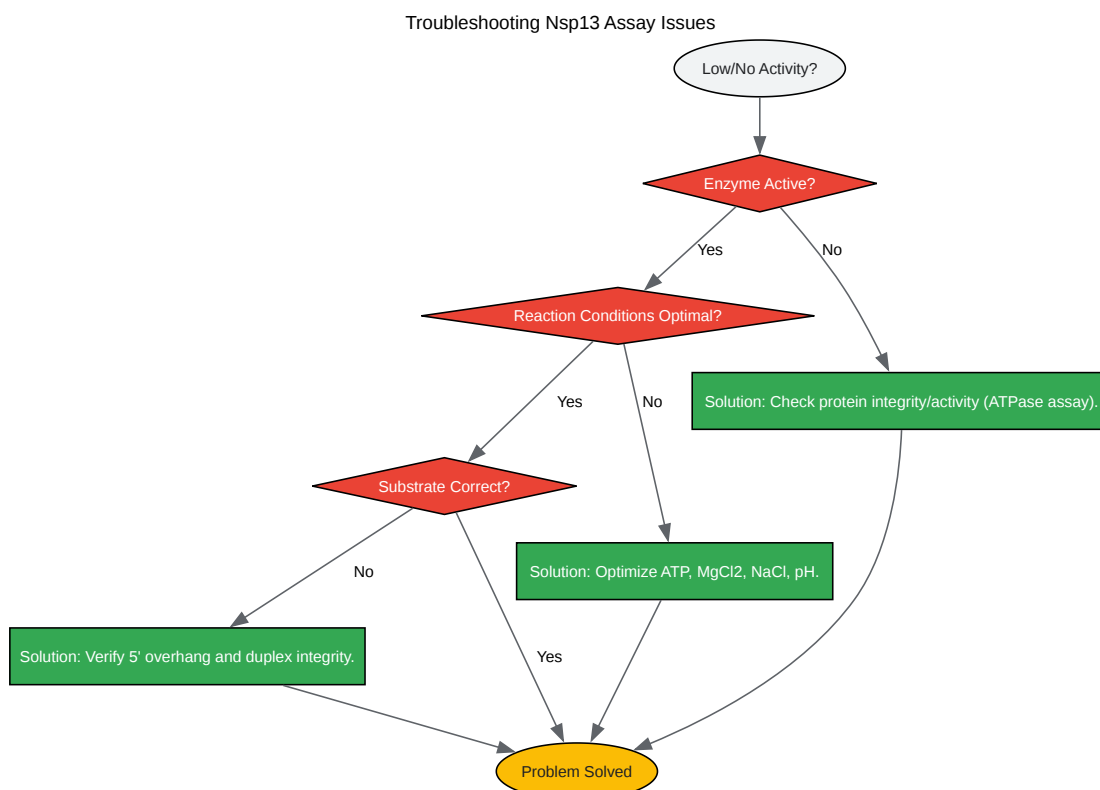 Troubleshooting Nsp13 Assay Issues
Low/No Activity?
Enzyme Active?
Yes
No
Reaction Conditions Optimal?
Solution: Check protein integrity/activity (ATPase assay).
Yes
No
Substrate Correct?
Solution: Optimize ATP, MgCl2, NaCl, pH.
No
Yes
Solution: Verify 5' overhang and duplex integrity.
Problem Solved